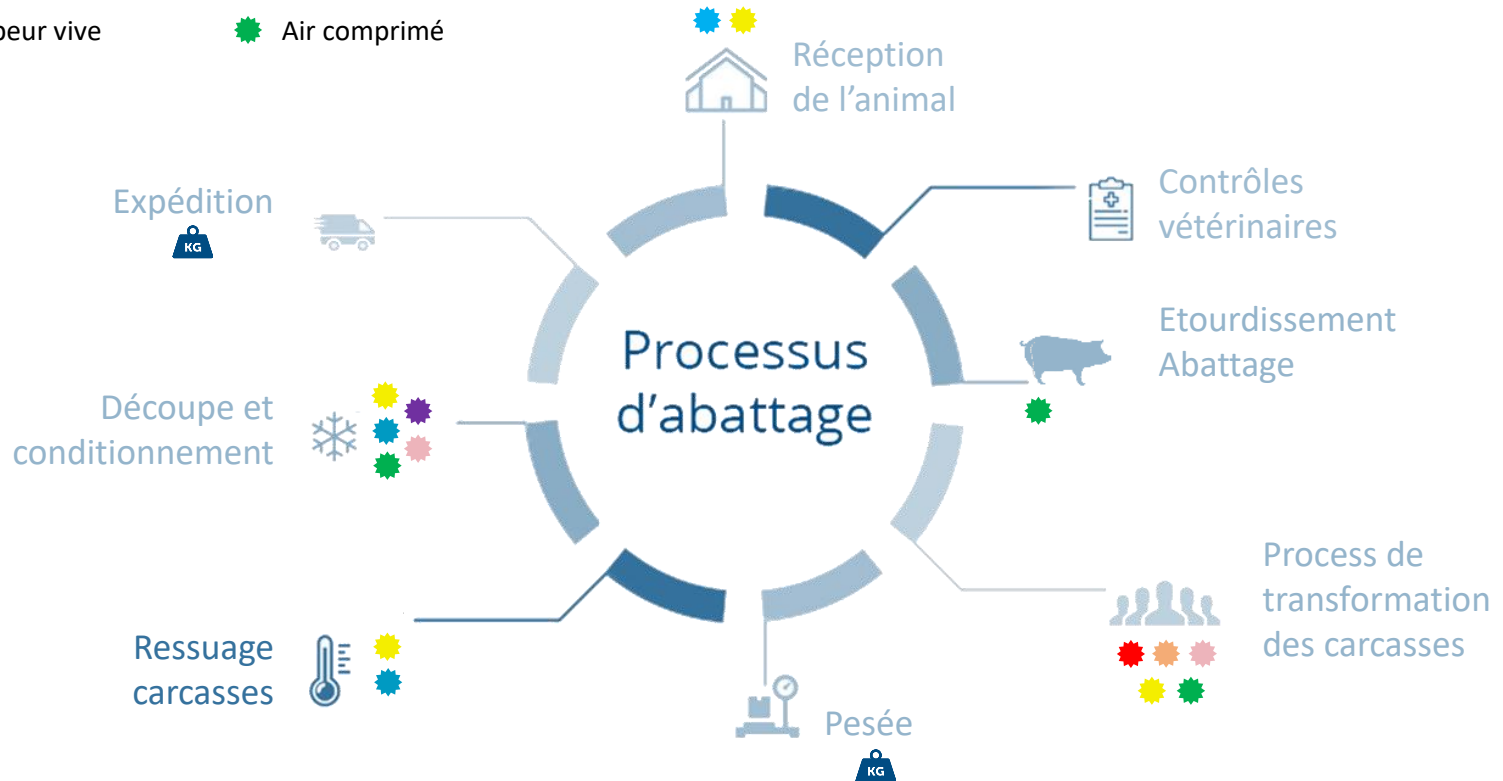 peur vive
Air comprimé
Réception
de l'animal
Contrôles
vétérinaires
Etourdissement
Abattage
Process de
transformation
des carcasses
Pesée
KG
Ressuage
carcasses
Découpe et
conditionnement
Expédition
KG
Processus
d'abattage